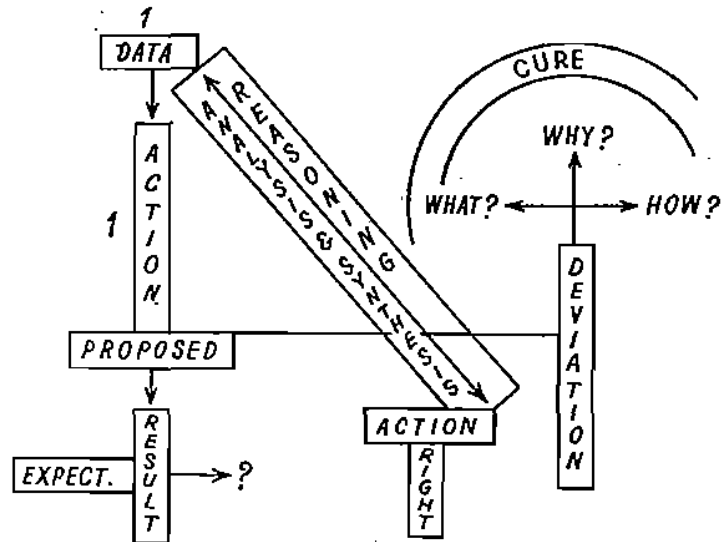 1
DATA
ACTION
1
PROPOSED
RESULT
EXPECT.
?
REASONING
ANALYSIS & SYNTHESIS
ACTION
RIGHT
CURE
WHY?
WHAT?
HOW?
DEVIATION